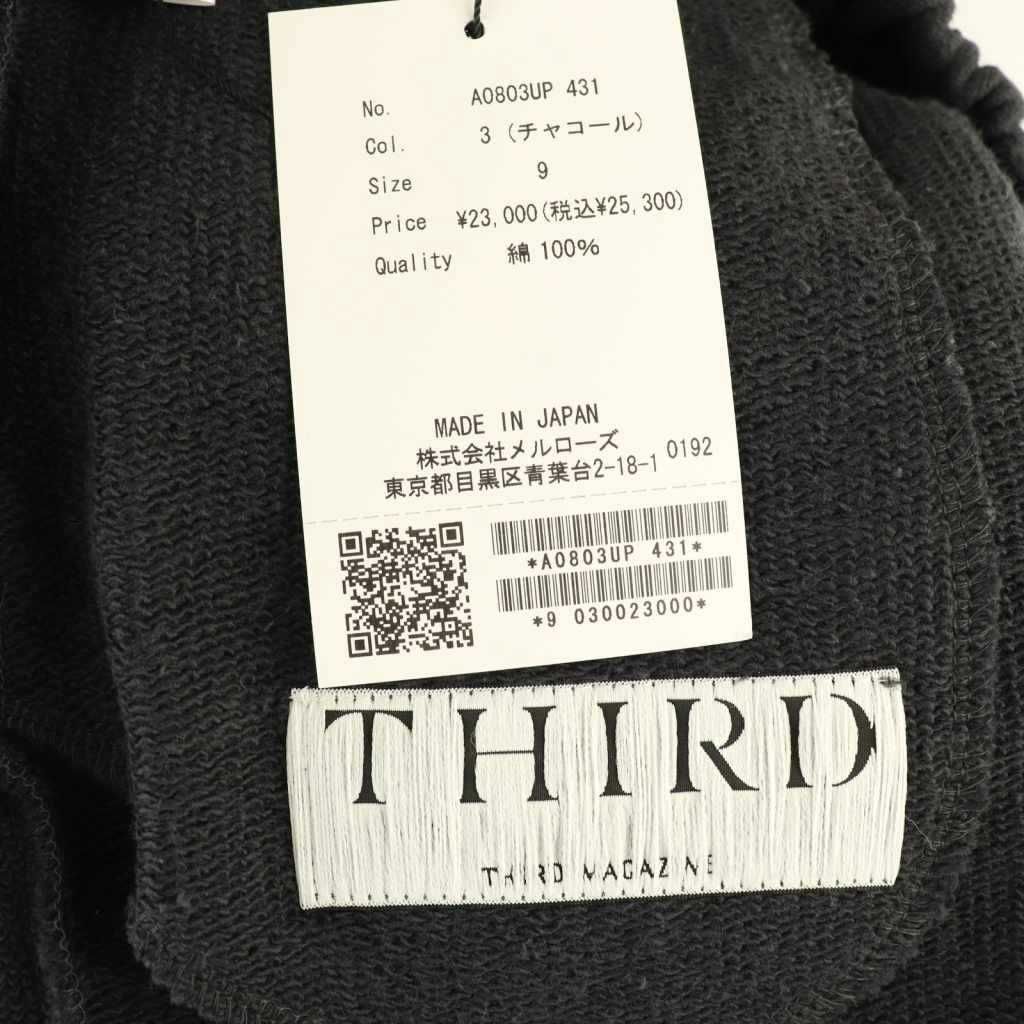 No. A0803UP 431
Col. 3 (チャコール)
Size 9
Price ¥23,000(税込¥25,300)
Quality 綿 100%
MADE IN JAPAN
株式会社メルローズ
東京都目黒区青葉台2-18-1 0192
*A0803UP 431*
*9 030023000*
THIRD
THIRD MAGAZINE